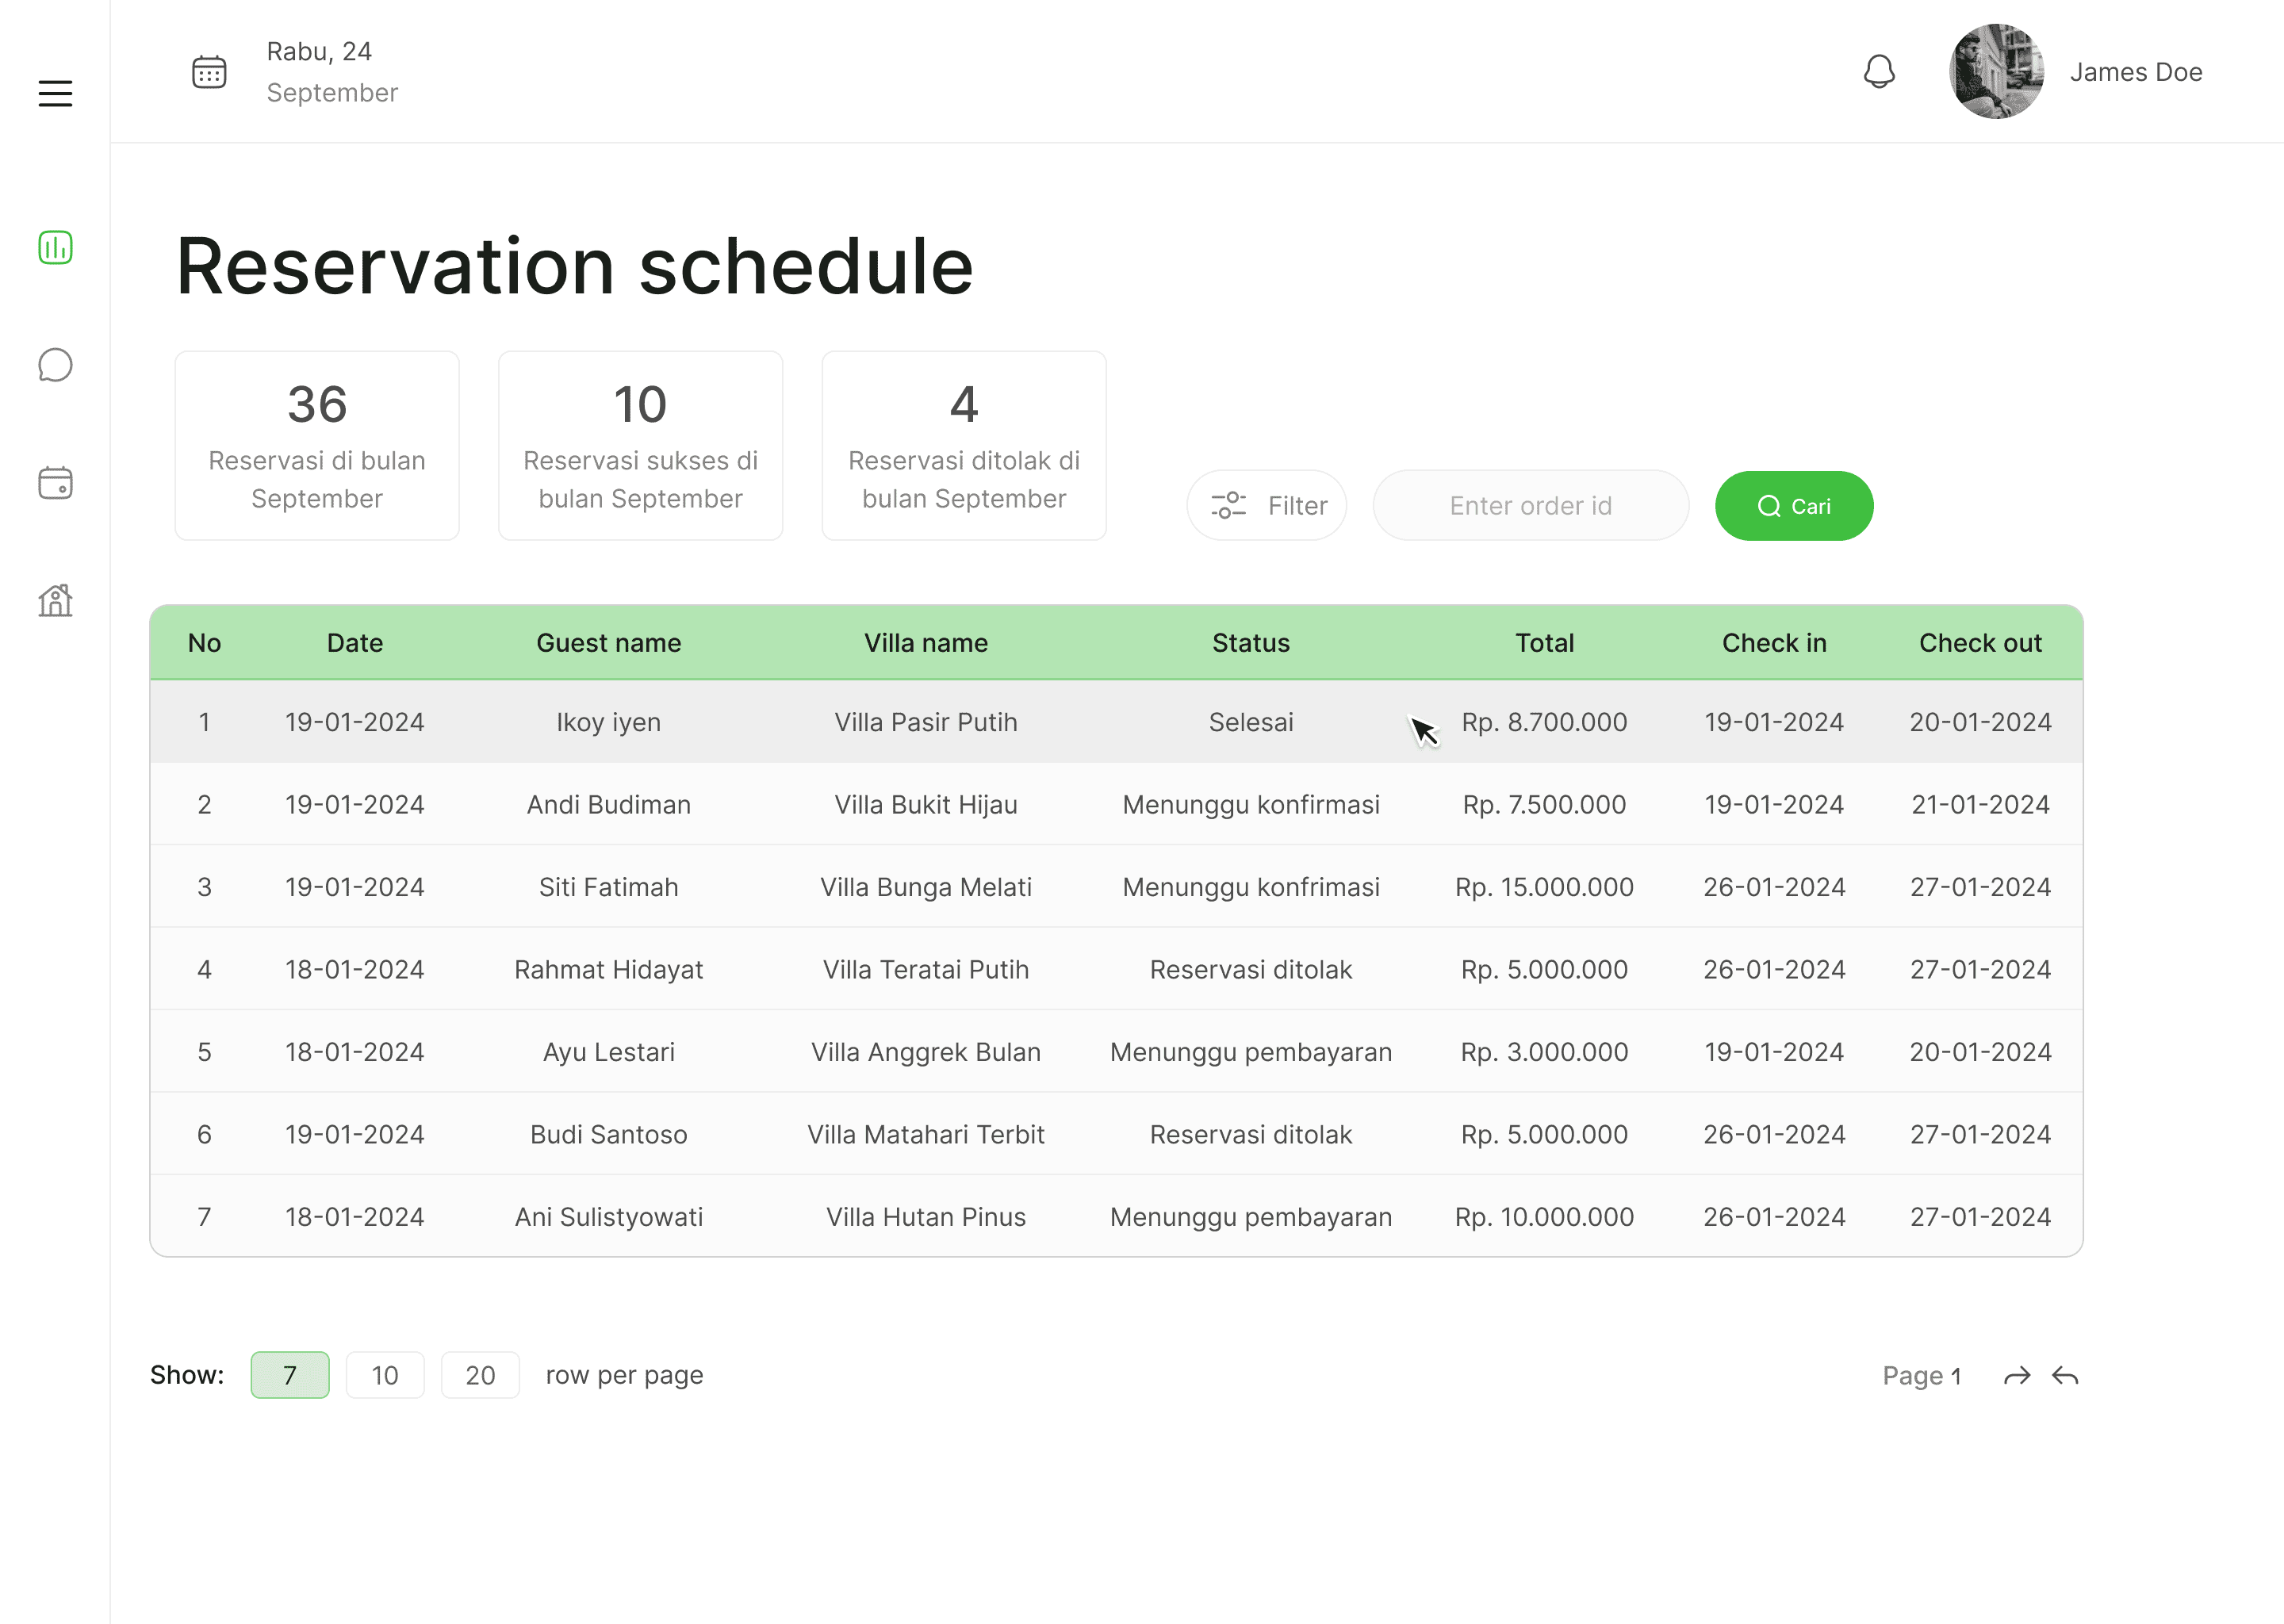 Rabu, 24
September
James Doe
Reservation schedule
36
Reservasi di bulan
September
10
Reservasi sukses di
bulan September
4
Reservasi ditolak di
bulan September
Filter
Enter order id
Cari
No Date Guest name Villa name Status Total Check in Check out
1 19-01-2024 Ikoy iyen Villa Pasir Putih Selesai Rp. 8.700.000 19-01-2024 20-01-2024
2 19-01-2024 Andi Budiman Villa Bukit Hijau Menunggu konfirmasi Rp. 7.500.000 19-01-2024 21-01-2024
3 19-01-2024 Siti Fatimah Villa Bunga Melati Menunggu konfrimasi Rp. 15.000.000 26-01-2024 27-01-2024
4 18-01-2024 Rahmat Hidayat Villa Teratai Putih Reservasi ditolak Rp. 5.000.000 26-01-2024 27-01-2024
5 18-01-2024 Ayu Lestari Villa Anggrek Bulan Menunggu pembayaran Rp. 3.000.000 19-01-2024 20-01-2024
6 19-01-2024 Budi Santoso Villa Matahari Terbit Reservasi ditolak Rp. 5.000.000 26-01-2024 27-01-2024
7 18-01-2024 Ani Sulistyowati Villa Hutan Pinus Menunggu pembayaran Rp. 10.000.000 26-01-2024 27-01-2024
Show: 7 10 20 row per page
Page 1